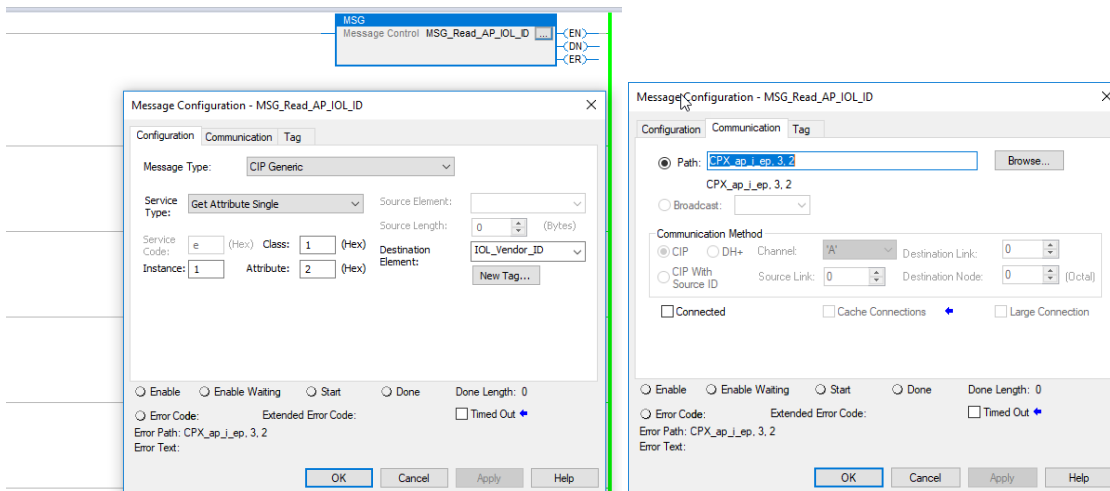 MSG
Message Control MSG_Read_AP_IOL_ID ...
(EN)
(DN)
(ER)
Message Configuration - MSG_Read_AP_IOL_ID
Configuration Communication Tag
Message Type: CIP Generic
Service Type: Get Attribute Single
Source Element:
Source Length: 0 (Bytes)
Service Code: e (Hex) Class: 1 (Hex)
Destination Element: IOL_Vendor_ID
Instance: 1 Attribute: 2 (Hex)
New Tag...
Enable Enable Waiting Start Done Done Length: 0
Error Code: Extended Error Code: Timed Out
Error Path: CPX_ap_i_ep, 3, 2
Error Text:
OK Cancel Apply Help
Message Configuration - MSG_Read_AP_IOL_ID
Configuration Communication Tag
Path: CPX_ap_i_ep, 3, 2 Browse...
CPX_ap_i_ep, 3, 2
Broadcast:
Communication Method
CIP DH+ Channel: 'A' Destination Link: 0
CIP With Source ID Source Link: 0 Destination Node: 0 (Octal)
Connected Cache Connections Large Connection
Enable Enable Waiting Start Done Done Length: 0
Error Code: Extended Error Code: Timed Out
Error Path: CPX_ap_i_ep, 3, 2
Error Text:
OK Cancel Apply Help